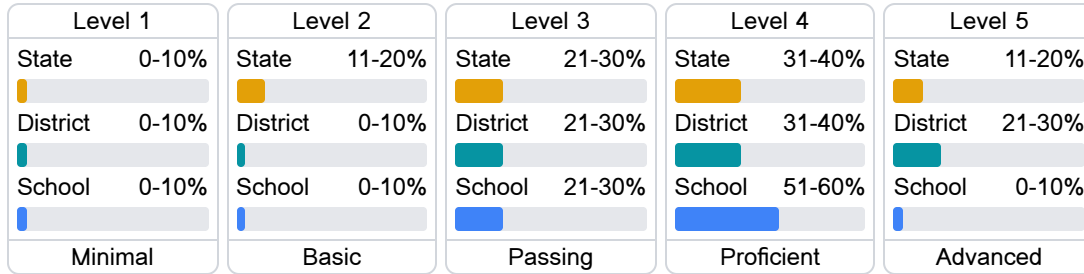 Level 1
State 0-10%
District 0-10%
School 0-10%
Minimal
Level 2
State 11-20%
District 0-10%
School 0-10%
Basic
Level 3
State 21-30%
District 21-30%
School 21-30%
Passing
Level 4
State 31-40%
District 31-40%
School 51-60%
Proficient
Level 5
State 11-20%
District 21-30%
School 0-10%
Advanced